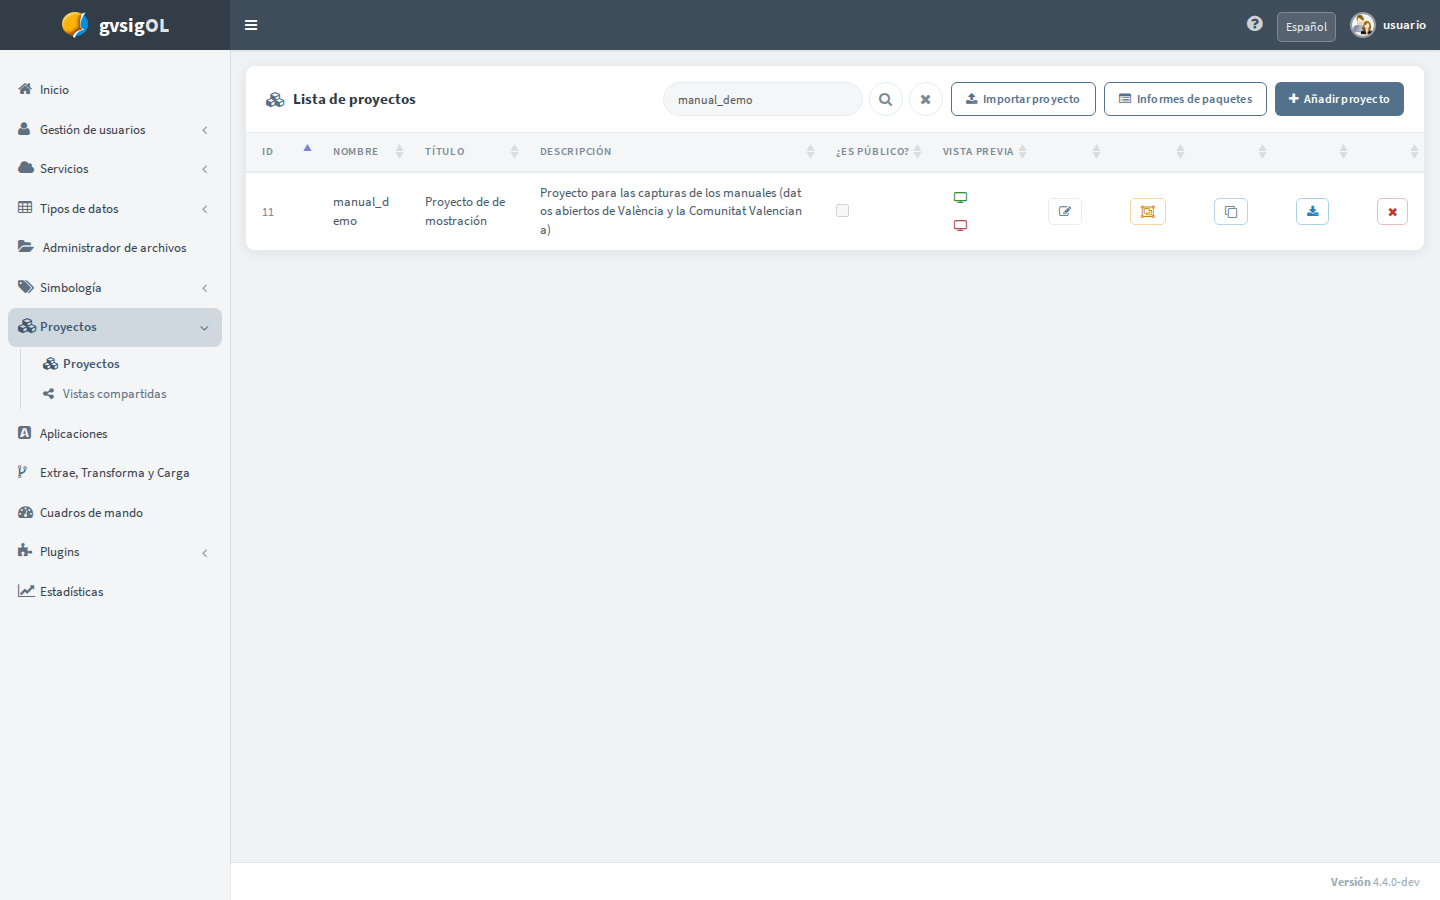 gvsigOL
Español
usuario
Inicio
Gestión de usuarios
Servicios
Tipos de datos
Administrador de archivos
Simbología
Proyectos
Proyectos
Vistas compartidas
Aplicaciones
Extrae, Transforma y Carga
Cuadros de mando
Plugins
Estadísticas
Lista de proyectos
manual_demo
Importar proyecto
Informes de paquetes
Añadir proyecto
ID NOMBRE TÍTULO DESCRIPCIÓN ¿ES PÚBLICO? VISTA PREVIA
11
manual_d
emo
Proyecto de de
mostración
Proyecto para las capturas de los manuales (dat
os abiertos de València y la Comunitat Valencian
a)
Versión 4.4.0-dev